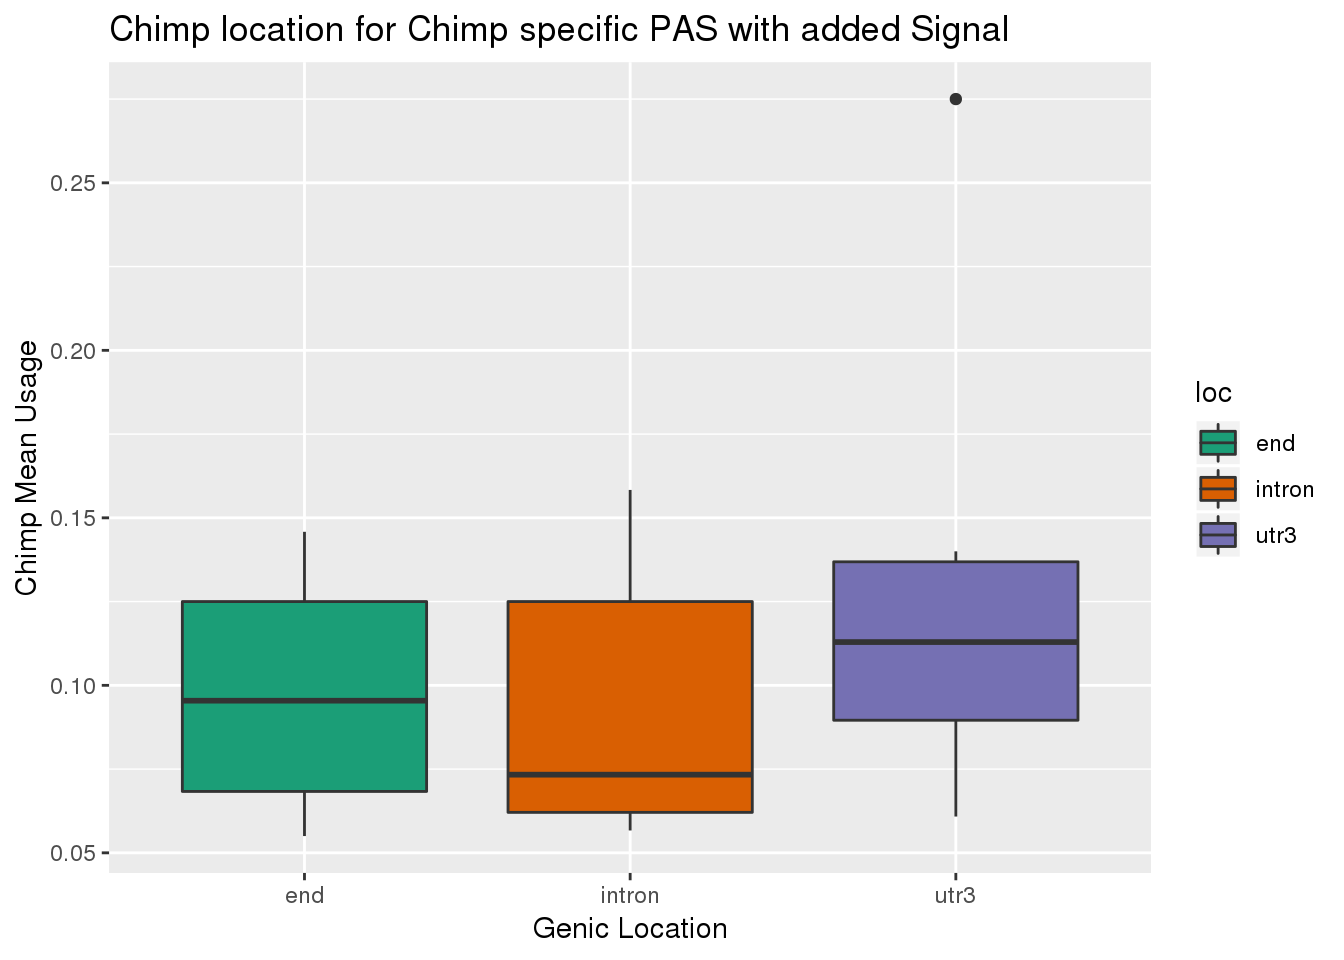 Chimp location for Chimp specific PAS with added Signal
Chimp Mean Usage
0.25
0.20
0.15
0.10
0.05
end
intron
utr3
Genic Location
loc
end
intron
utr3